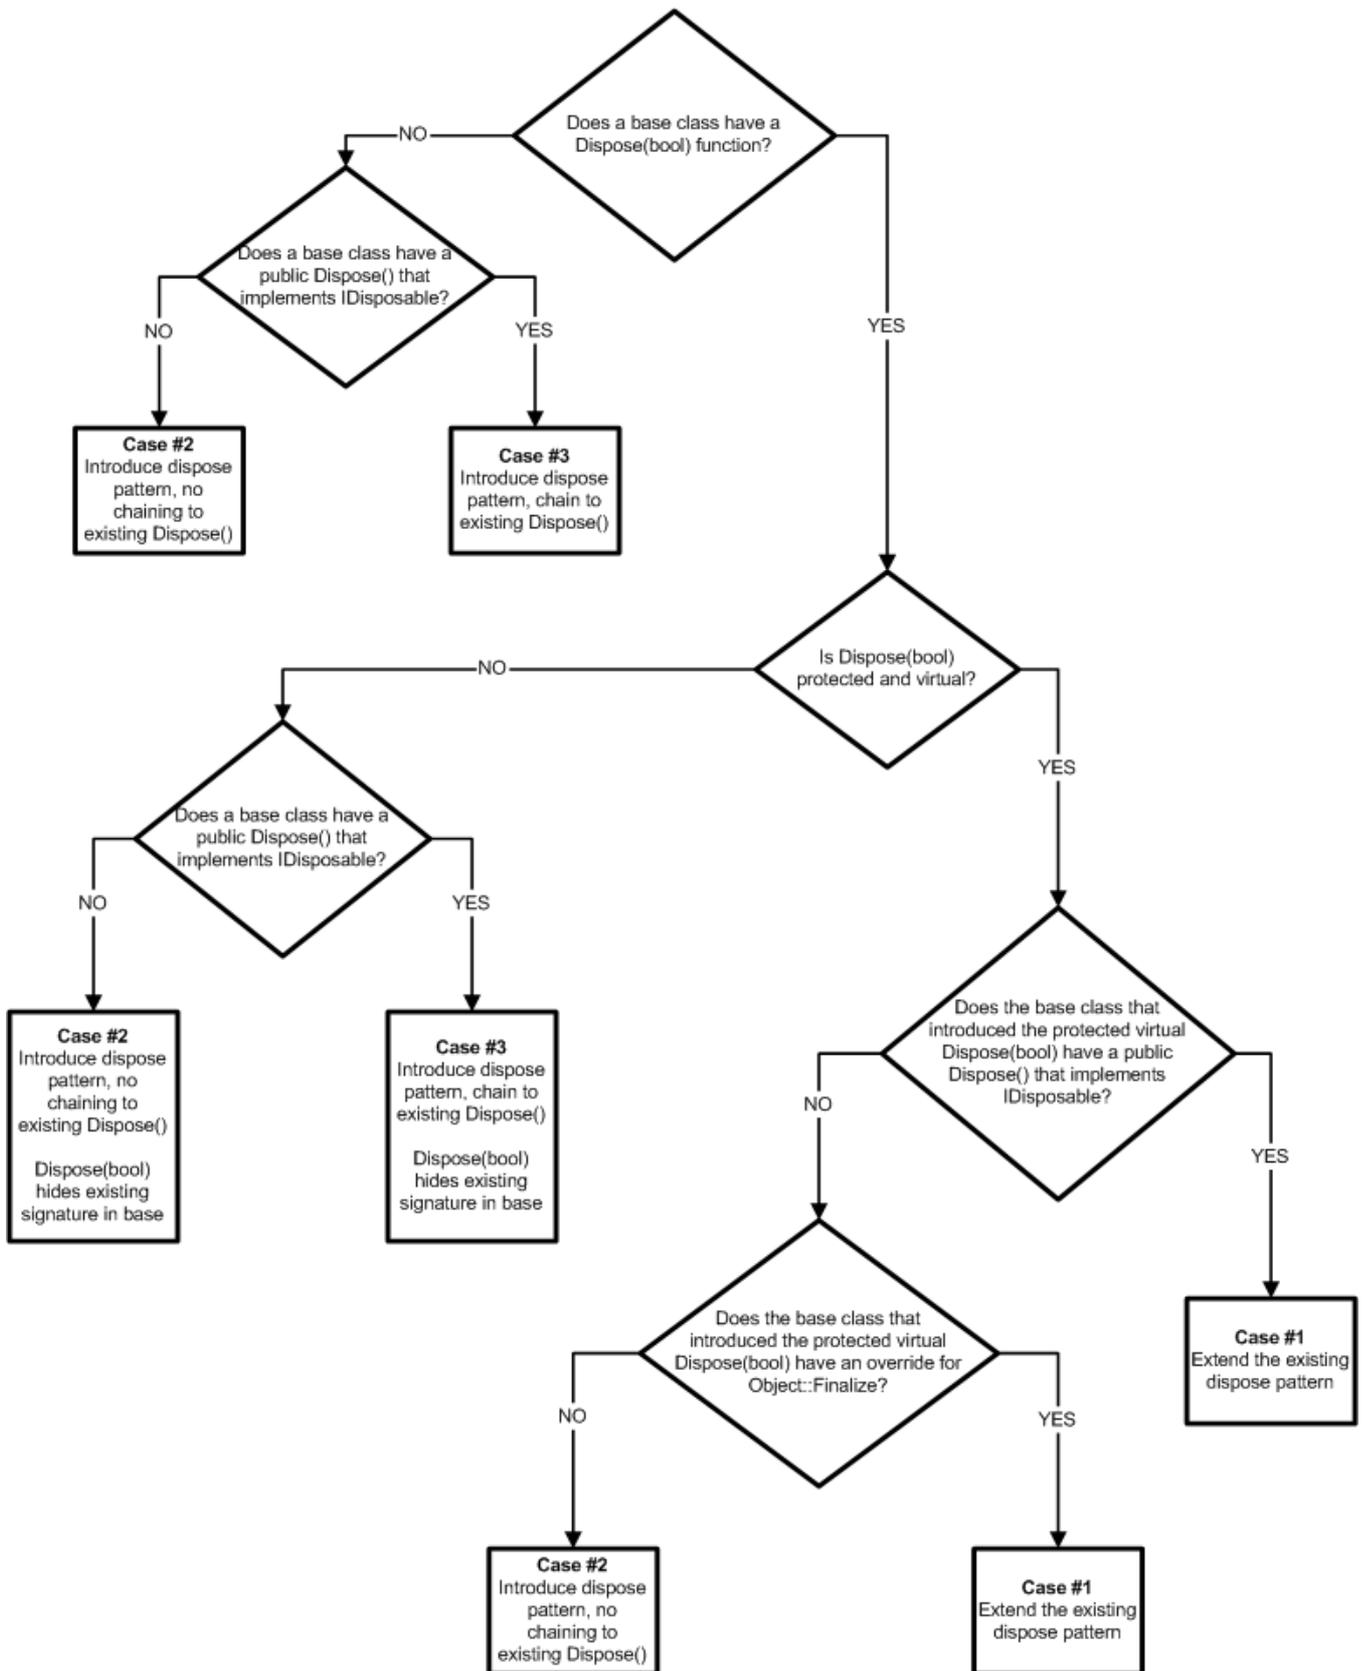 Does a base class have a
Dispose(bool) function?
NO
YES
Does a base class have a
public Dispose() that
implements IDisposable?
NO
YES
Case #2
Introduce dispose
pattern, no
chaining to
existing Dispose()
Case #3
Introduce dispose
pattern, chain to
existing Dispose()
Is Dispose(bool)
protected and virtual?
NO
YES
Does a base class have a
public Dispose() that
implements IDisposable?
NO
YES
Case #2
Introduce dispose
pattern, no
chaining to
existing Dispose()
Dispose(bool)
hides existing
signature in base
Case #3
Introduce dispose
pattern, chain to
existing Dispose()
Dispose(bool)
hides existing
signature in base
Does the base class that
introduced the protected virtual
Dispose(bool) have a public
Dispose() that implements
IDisposable?
NO
YES
Does the base class that
introduced the protected virtual
Dispose(bool) have an override for
Object::Finalize?
NO
YES
Case #1
Extend the existing
dispose pattern
Case #2
Introduce dispose
pattern, no
chaining to
existing Dispose()
Case #1
Extend the existing
dispose pattern